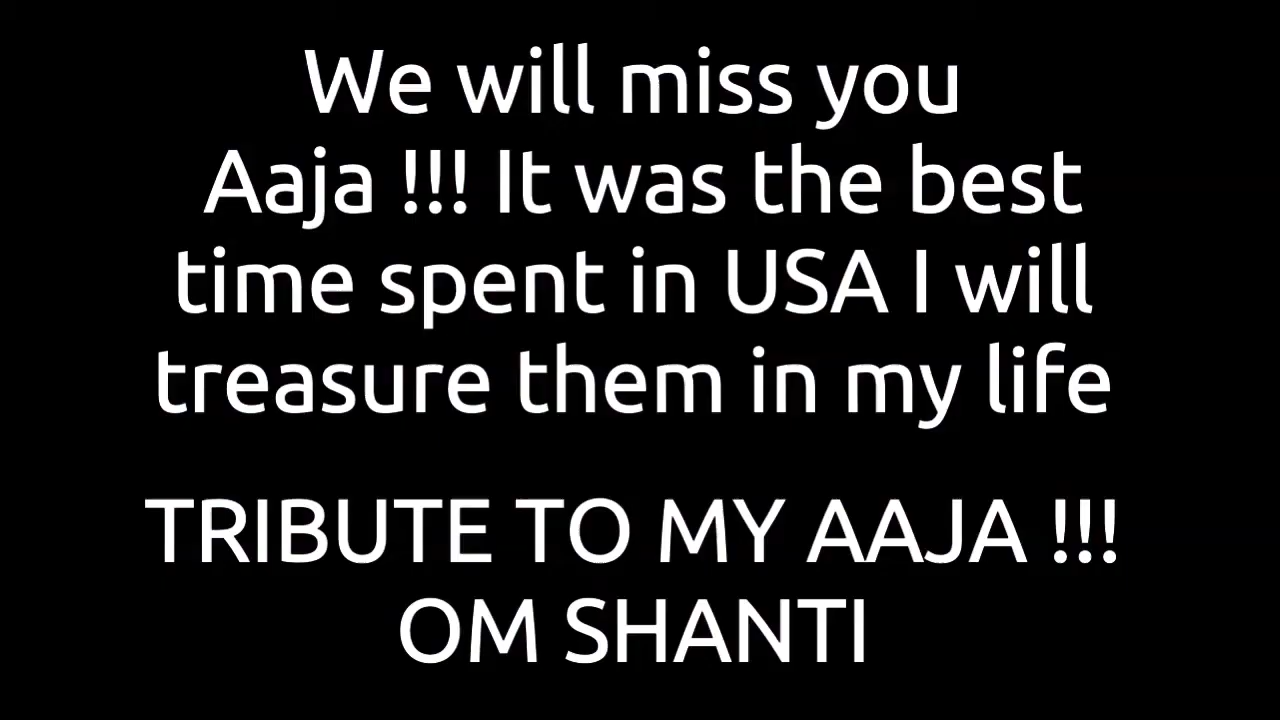 We will miss you
Aaja !!! It was the best
time spent in USA I will
treasure them in my life
TRIBUTE TO MY AAJA !!!
OM SHANTI